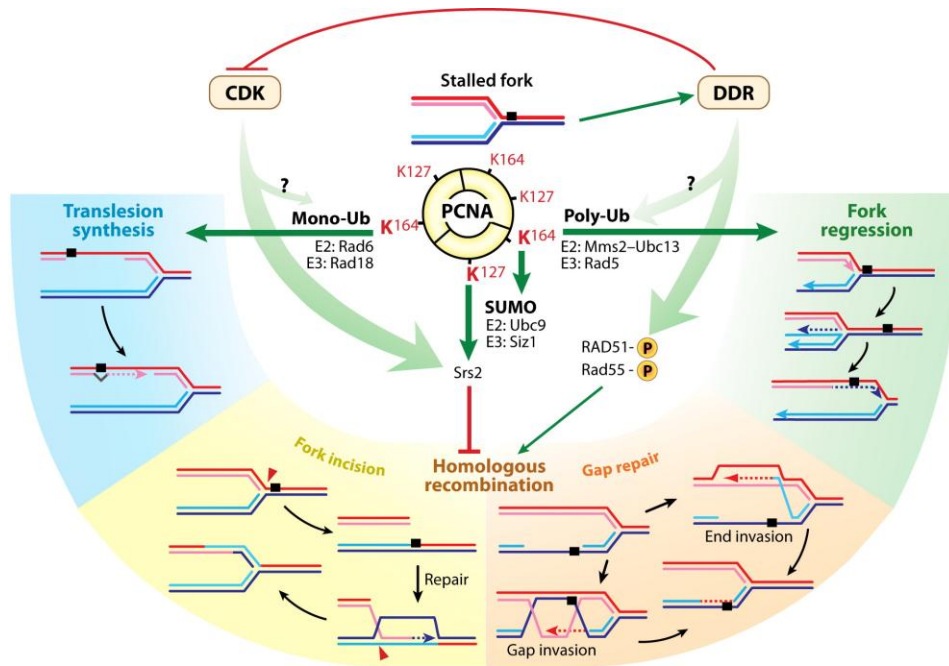 CDK
Stalled fork
DDR
?
?
K127
K164
K127
PCNA
K164
K164
K127
Mono-Ub
E2: Rad6
E3: Rad18
Poly-Ub
E2: Mms2–Ubc13
E3: Rad5
Translesion
synthesis
Fork
regression
SUMO
E2: Ubc9
E3: Siz1
Srs2
RAD51- P
Rad55 - P
Fork incision
Homologous
recombination
Gap repair
Repair
End invasion
Gap invasion